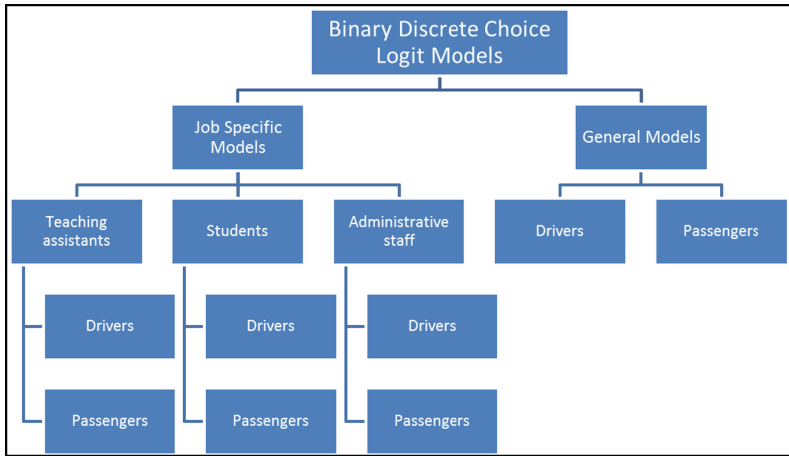 Binary Discrete Choice
Logit Models
Job Specific
Models
General Models
Teaching
assistants
Students
Administrative
staff
Drivers
Passengers
Drivers
Drivers
Drivers
Passengers
Passengers
Passengers